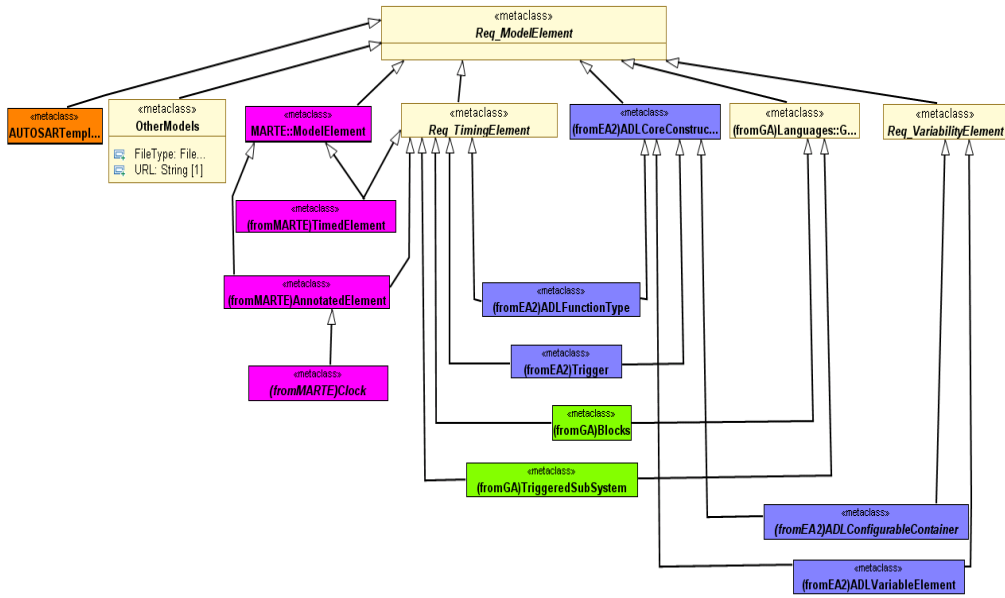 «metaclass»
Req_ModelElement
«metaclass»
AUTOSARTempl...
«metaclass»
OtherModels
FileType: File...
URL: String [1]
«metaclass»
MARTE::ModelElement
«metaclass»
Req_TimingElement
«metaclass»
(fromEA2)ADLCoreConstruc...
«metaclass»
(fromGA)Languages::G...
«metaclass»
Req_VariabilityElement
«metaclass»
(fromMARTE)TimedElement
«metaclass»
(fromMARTE)AnnotatedElement
«metaclass»
(fromEA2)ADLFunctionType
«metaclass»
(fromEA2)Trigger
«metaclass»
(fromMARTE)Clock
«metaclass»
(fromGA)Blocks
«metaclass»
(fromGA)TriggeredSubSystem
«metaclass»
(fromEA2)ADLConfigurableContainer
«metaclass»
(fromEA2)ADLVariableElement